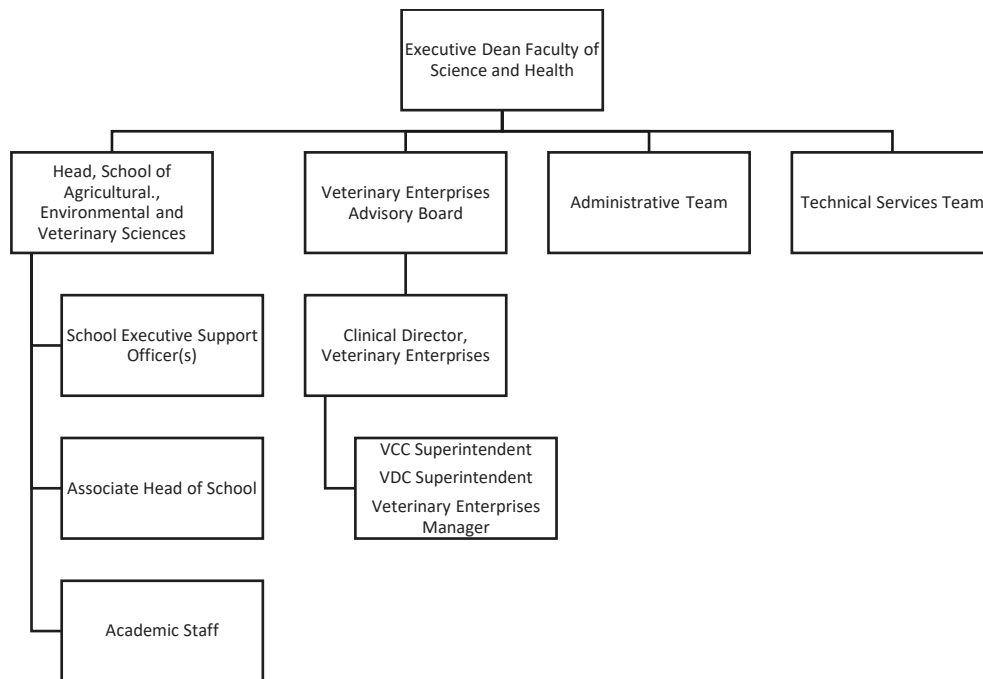 Executive Dean Faculty of
Science and Health
Head, School of
Agricultural.,
Environmental and
Veterinary Sciences
Veterinary Enterprises
Advisory Board
Administrative Team
Technical Services Team
School Executive Support
Officer(s)
Clinical Director,
Veterinary Enterprises
Associate Head of School
VCC Superintendent
VDC Superintendent
Veterinary Enterprises
Manager
Academic Staff